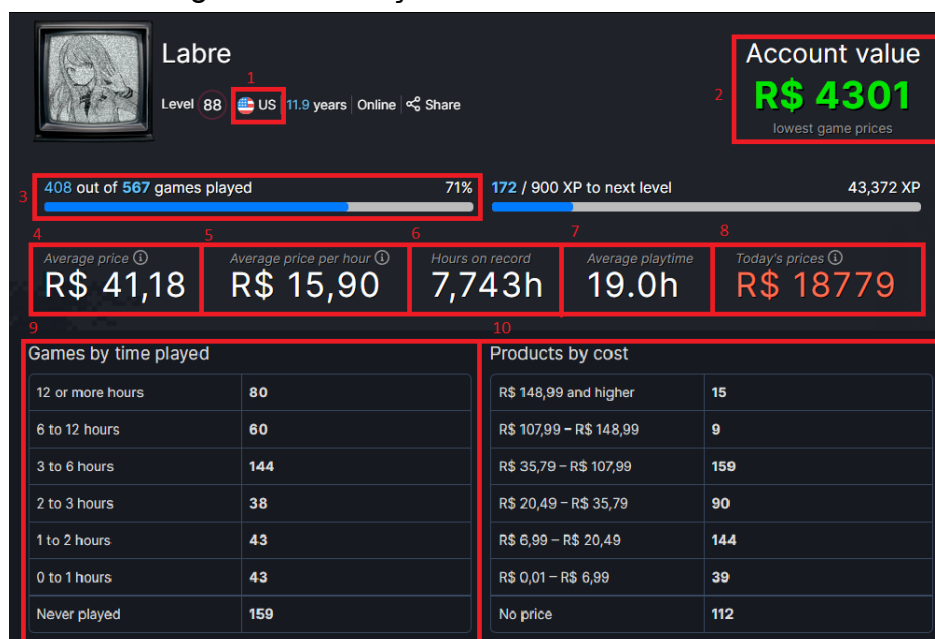 Labre
Account value
1
Level 88 US 11.9 years Online Share
2 R$ 4301
lowest game prices
3 408 out of 567 games played 71% 172 / 900 XP to next level 43,372 XP
4 5 6 7 8
Average price Average price per hour Hours on record Average playtime Today's prices
R$ 41,18 R$ 15,90 7,743h 19.0h R$ 18779
9 10
Games by time played Products by cost
12 or more hours 80 R$ 148,99 and higher 15
6 to 12 hours 60 R$ 107,99 – R$ 148,99 9
3 to 6 hours 144 R$ 35,79 – R$ 107,99 159
2 to 3 hours 38 R$ 20,49 – R$ 35,79 90
1 to 2 hours 43 R$ 6,99 – R$ 20,49 144
0 to 1 hours 43 R$ 0,01 – R$ 6,99 39
Never played 159 No price 112